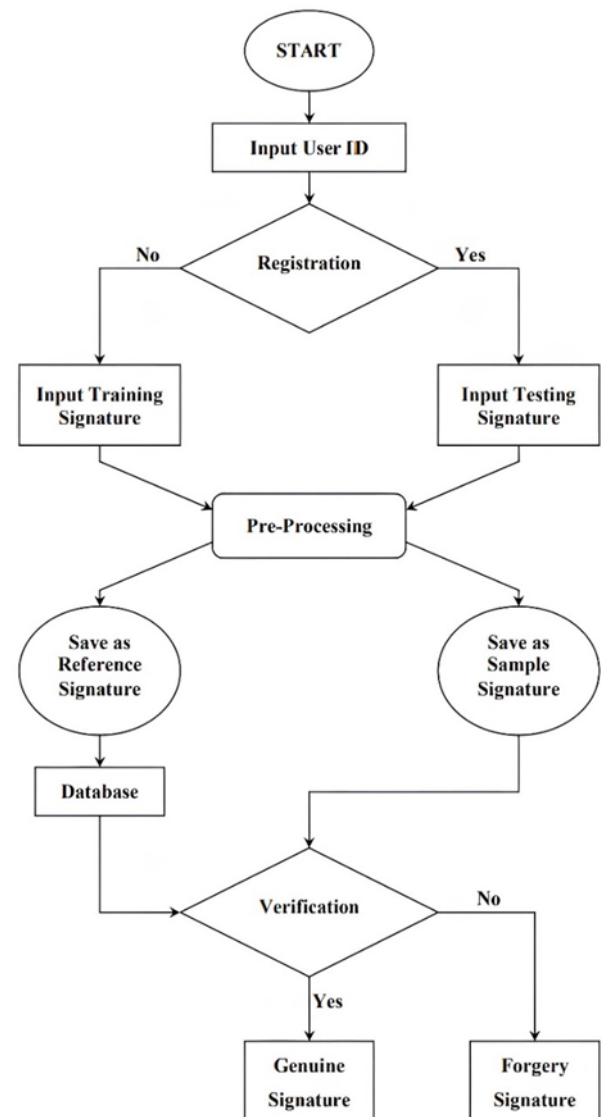 START
Input User ID
Registration
No
Yes
Input Training
Signature
Input Testing
Signature
Pre-Processing
Save as
Reference
Signature
Save as
Sample
Signature
Database
Verification
No
Yes
Genuine
Signature
Forgery
Signature